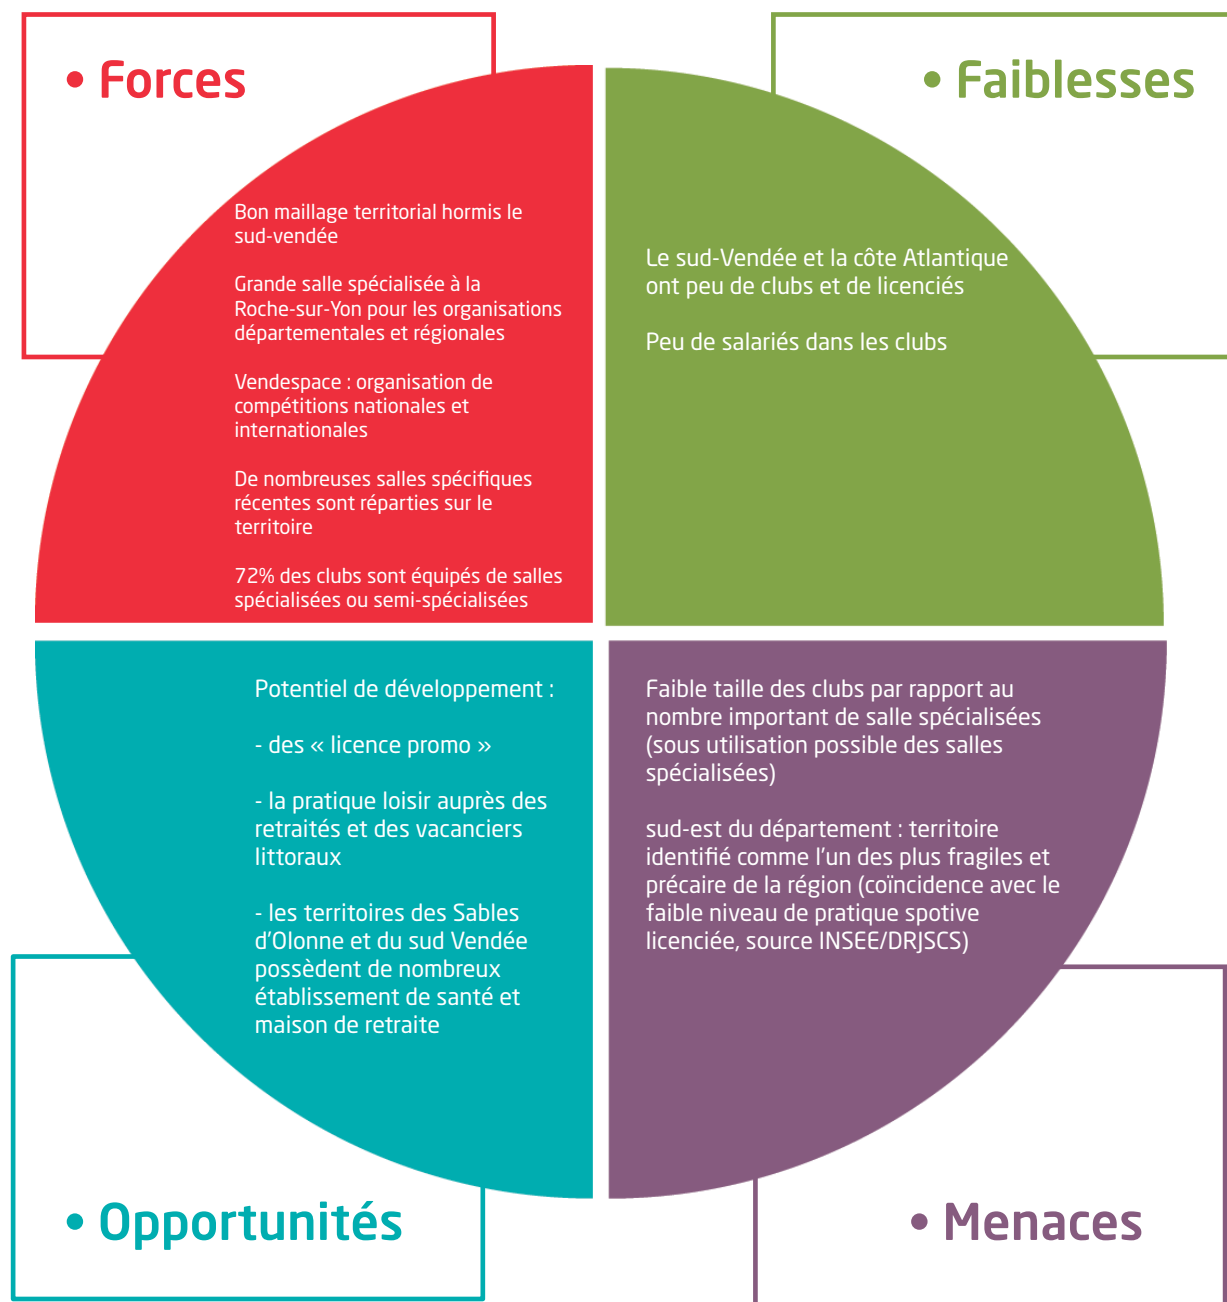 • Forces
Bon maillage territorial hormis le
sud-vendée
Grande salle spécialisée à la
Roche-sur-Yon pour les organisations
départementales et régionales
Vendespace : organisation de
compétitions nationales et
internationales
De nombreuses salles spécifiques
récentes sont réparties sur le
territoire
72% des clubs sont équipés de salles
spécialisées ou semi-spécialisées
• Faiblesses
Le sud-Vendée et la côte Atlantique
ont peu de clubs et de licenciés
Peu de salariés dans les clubs
Potentiel de développement :
- des « licence promo »
- la pratique loisir auprès des
retraités et des vacanciers
littoraux
- les territoires des Sables
d'Olonne et du sud Vendée
possèdent de nombreux
établissement de santé et
maison de retraite
• Opportunités
Faible taille des clubs par rapport au
nombre important de salle spécialisées
(sous utilisation possible des salles
spécialisées)
sud-est du département : territoire
identifié comme l'un des plus fragiles et
précaire de la région (coïncidence avec le
faible niveau de pratique spotive
licenciée, source INSEE/DRJSCS)
• Menaces